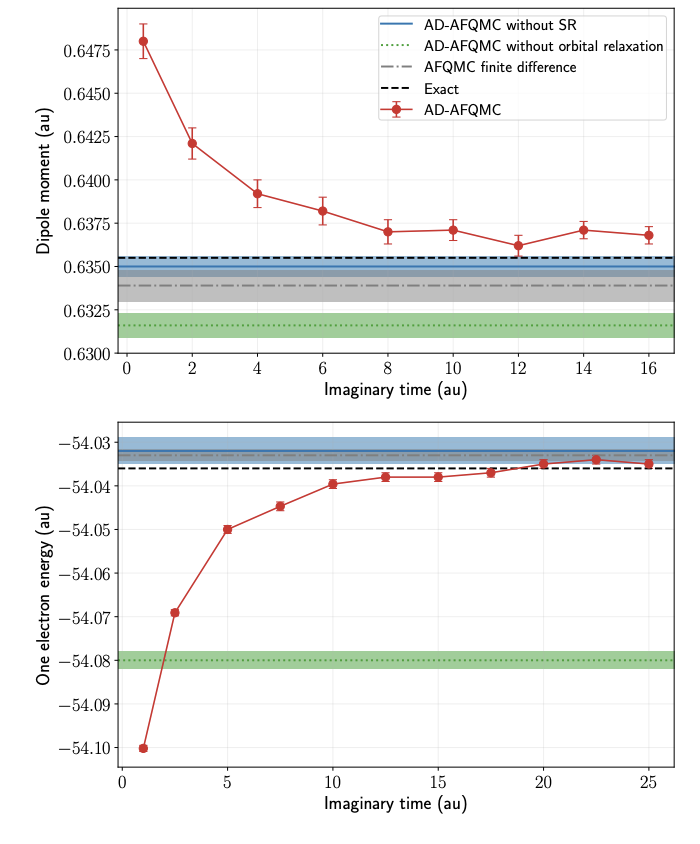 AD-AFQMC without SR
AD-AFQMC without orbital relaxation
AFQMC finite difference
Exact
AD-AFQMC
Dipole moment (au)
0.6475
0.6450
0.6425
0.6400
0.6375
0.6350
0.6325
0.6300
0 2 4 6 8 10 12 14 16
Imaginary time (au)
One electron energy (au)
−54.03
−54.04
−54.05
−54.06
−54.07
−54.08
−54.09
−54.10
0 5 10 15 20 25
Imaginary time (au)